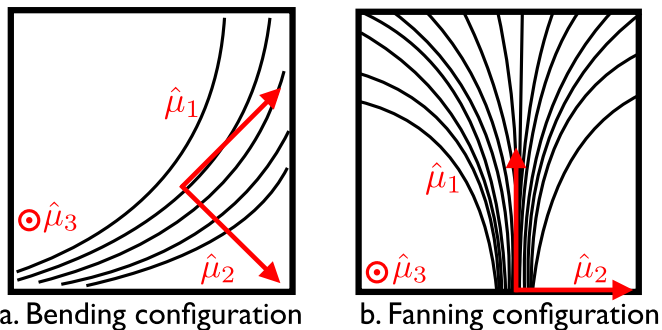 μ̂₁
μ̂₃
μ̂₂
a. Bending configuration
μ̂₁
μ̂₃
μ̂₂
b. Fanning configuration